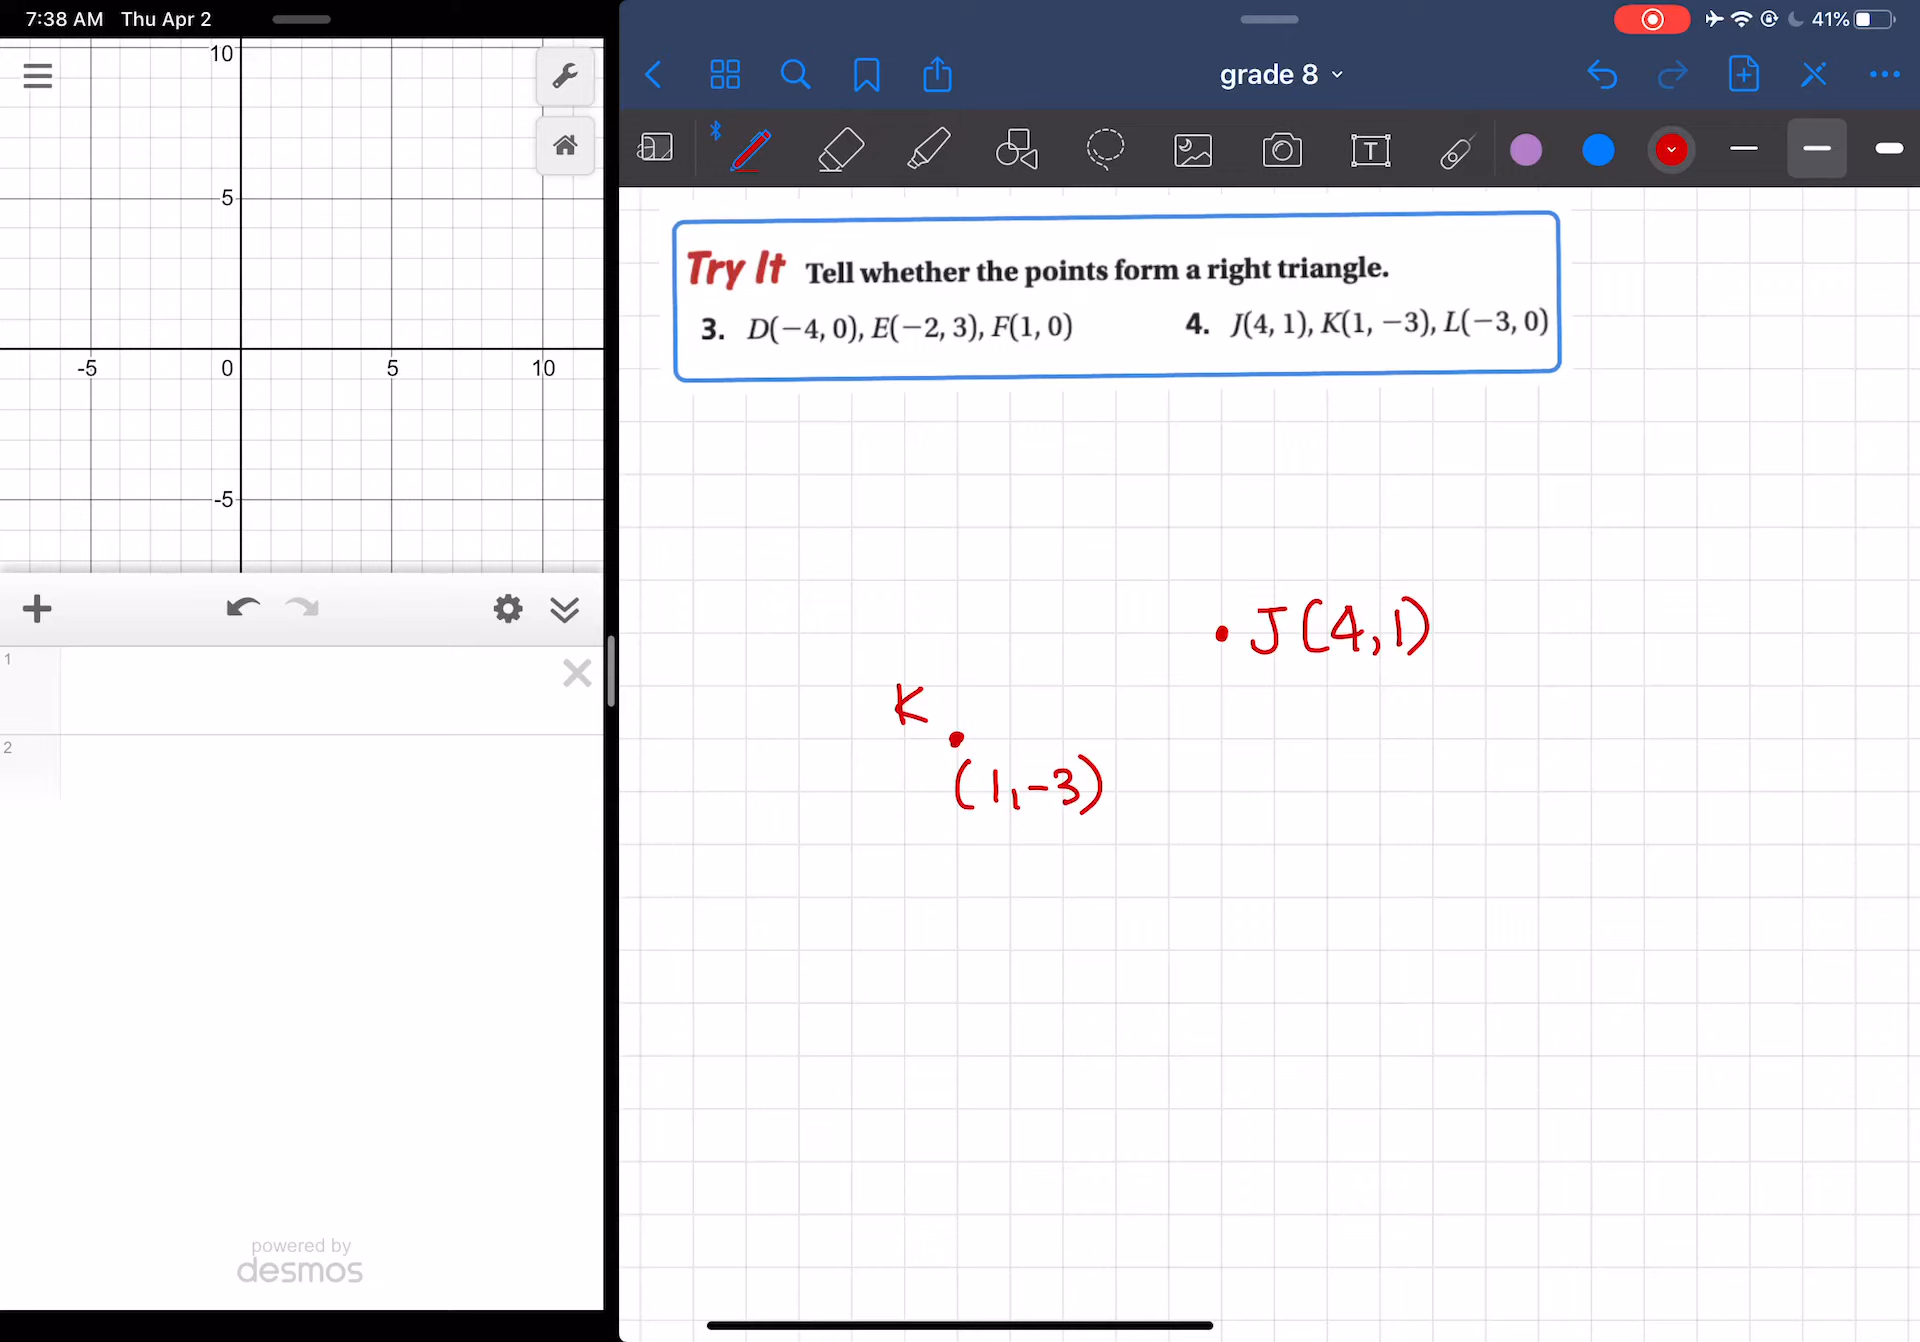 7:38 AM Thu Apr 2
41%
grade 8
10
5
-5
0
5
10
-5
1
2
powered by
desmos
Try It Tell whether the points form a right triangle.
3. D(−4, 0), E(−2, 3), F(1, 0)
4. J(4, 1), K(1, −3), L(−3, 0)
J(4,1)
K
(1,-3)